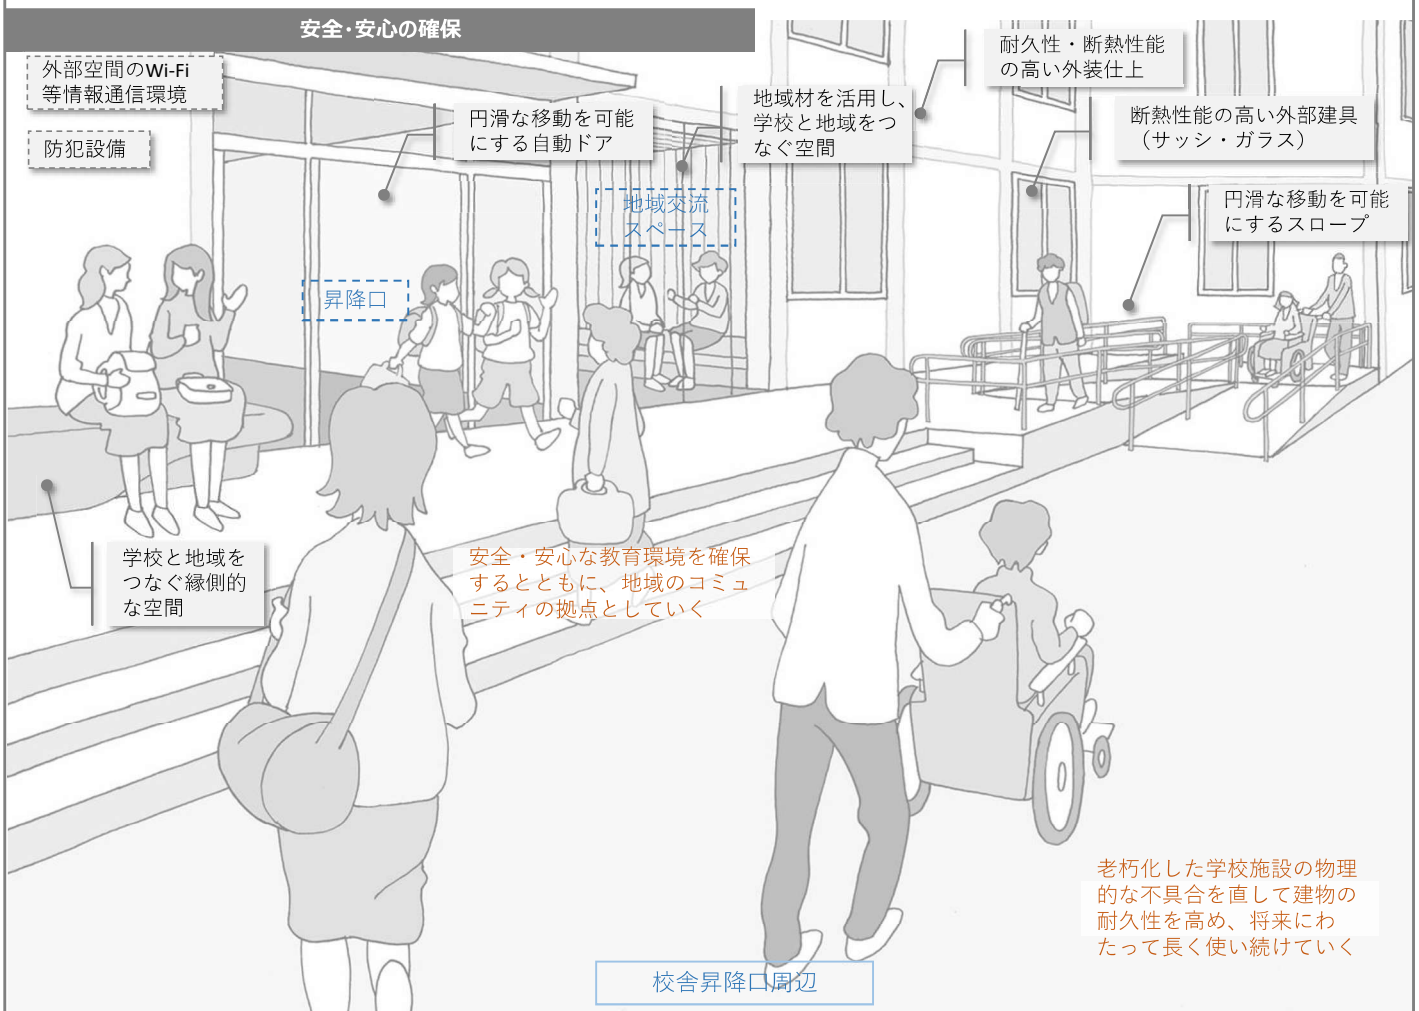 安全・安心の確保
外部空間のWi-Fi
等情報通信環境
防犯設備
円滑な移動を可能
にする自動ドア
地域材を活用し、
学校と地域をつ
なぐ空間
耐久性・断熱性能
の高い外装仕上
断熱性能の高い外部建具
（サッシ・ガラス）
円滑な移動を可能
にするスロープ
地域交流
スペース
昇降口
学校と地域を
つなぐ縁側的
な空間
安全・安心な教育環境を確保
するとともに、地域のコミュ
ニティの拠点としていく
老朽化した学校施設の物理
的な不具合を直して建物の
耐久性を高め、将来にわ
たって長く使い続けていく
校舎昇降口周辺